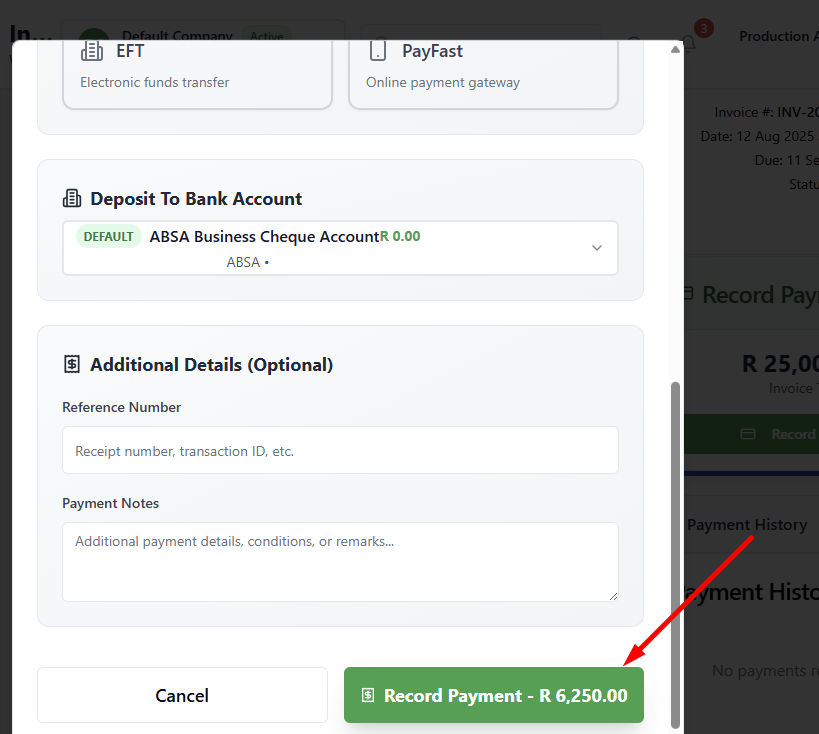 In...
Default Company Active
3
Production A
EFT
PayFast
Electronic funds transfer
Online payment gateway
Invoice #: INV-20
Date: 12 Aug 2025
Due: 11 Se
Statu
Deposit To Bank Account
DEFAULT ABSA Business Cheque Account R 0.00
ABSA •
Record Pay
R 25,00
Invoice
Record
Additional Details (Optional)
Reference Number
Receipt number, transaction ID, etc.
Payment Notes
Additional payment details, conditions, or remarks...
Payment History
Payment Histo
No payments re
Cancel
Record Payment - R 6,250.00